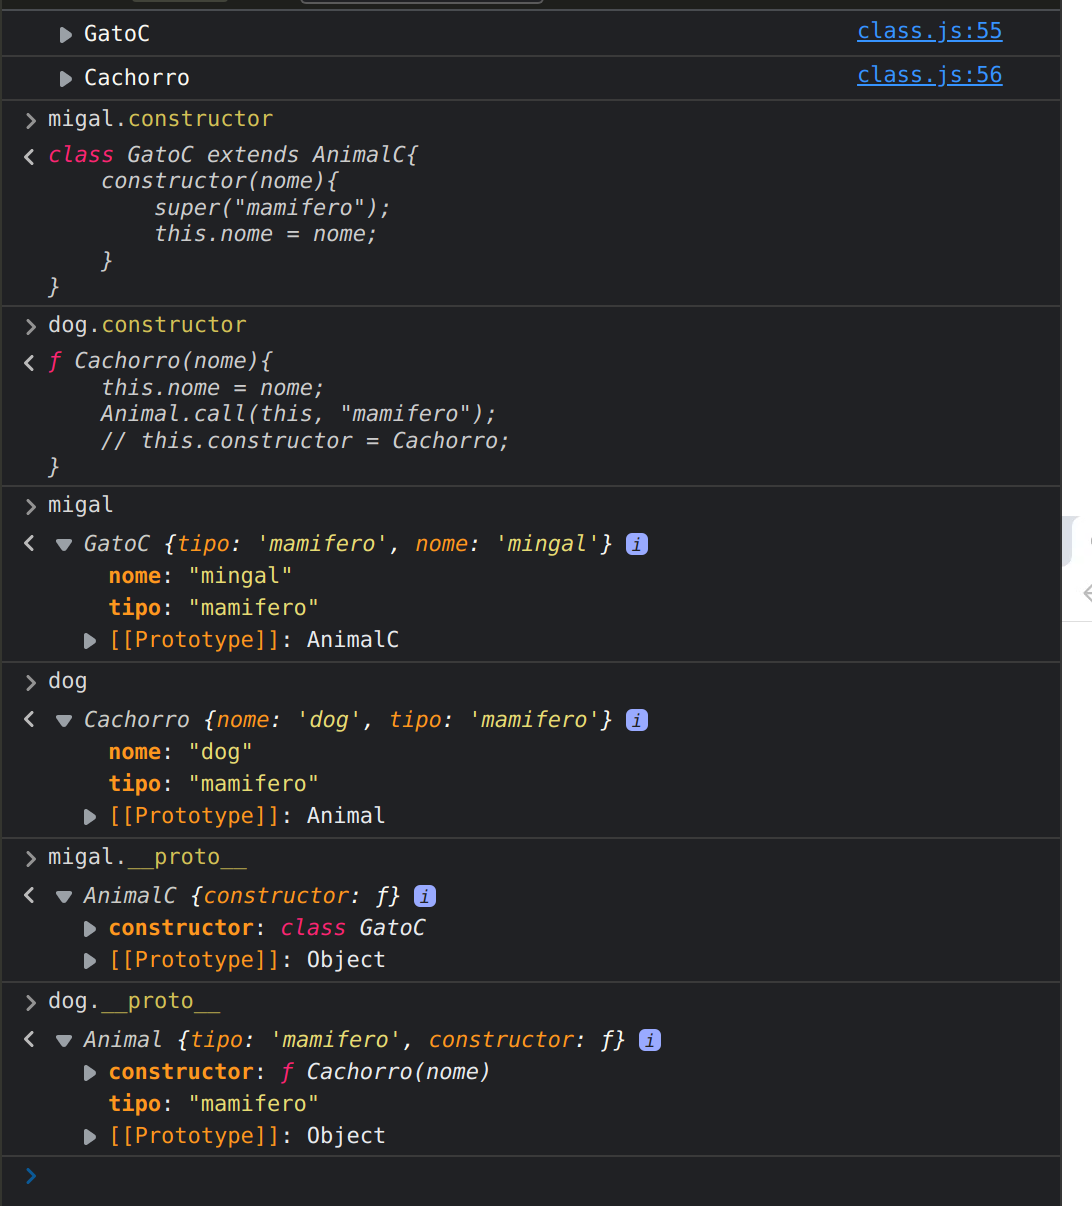 GatoC class.js:55
Cachorro class.js:56
migal.constructor
class GatoC extends AnimalC{
constructor(nome){
super("mamifero");
this.nome = nome;
}
}
dog.constructor
ƒ Cachorro(nome){
this.nome = nome;
Animal.call(this, "mamifero");
// this.constructor = Cachorro;
}
migal
GatoC {tipo: 'mamifero', nome: 'mingal'} i
nome: "mingal"
tipo: "mamifero"
[[Prototype]]: AnimalC
dog
Cachorro {nome: 'dog', tipo: 'mamifero'} i
nome: "dog"
tipo: "mamifero"
[[Prototype]]: Animal
migal.__proto__
AnimalC {constructor: ƒ} i
constructor: class GatoC
[[Prototype]]: Object
dog.__proto__
Animal {tipo: 'mamifero', constructor: ƒ} i
constructor: ƒ Cachorro(nome)
tipo: "mamifero"
[[Prototype]]: Object